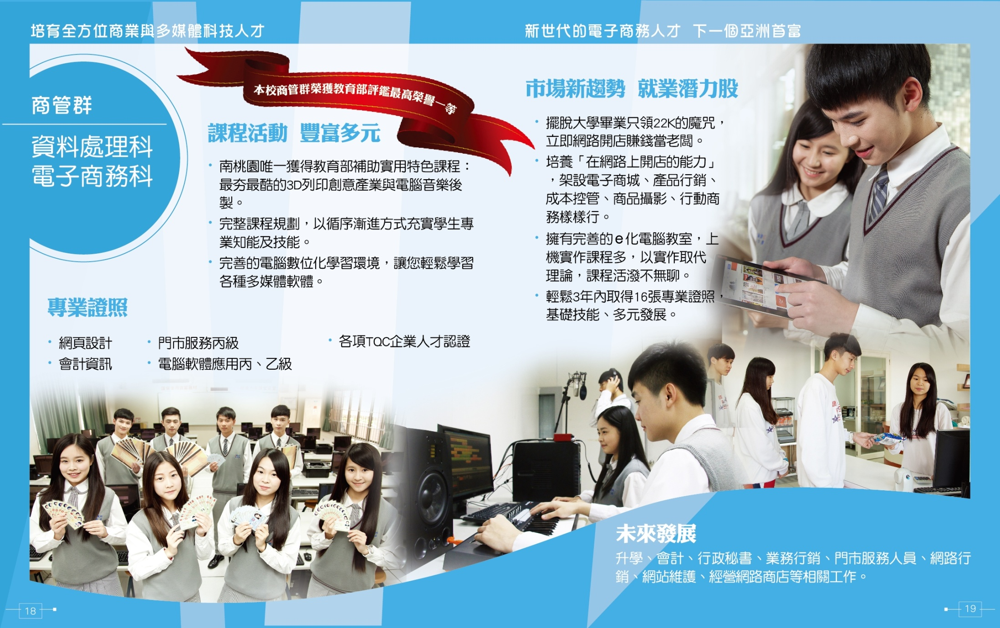 培育全方位商業與多媒體科技人才
商管群
資料處理科
電子商務科
本校商管群榮獲教育部評鑑最高榮譽一等
課程活動 豐富多元
• 南桃園唯一獲得教育部補助實用特色課程：
最夯最酷的3D列印創意產業與電腦音樂後
製。
• 完整課程規劃，以循序漸進方式充實學生專
業知能及技能。
• 完善的電腦數位化學習環境，讓您輕鬆學習
各種多媒體軟體。
專業證照
• 網頁設計
• 會計資訊
• 門市服務丙級
• 電腦軟體應用丙、乙級
• 各項TQC企業人才認證
18
新世代的電子商務人才 下一個亞洲首富
市場新趨勢 就業潛力股
• 擺脫大學畢業只領22K的魔咒，
立即網路開店賺錢當老闆。
• 培養「在網路上開店的能力」
，架設電子商城、產品行銷、
成本控管、商品攝影、行動商
務樣樣行。
• 擁有完善的e化電腦教室，上
機實作課程多，以實作取代
理論，課程活潑不無聊。
• 輕鬆3年內取得16張專業證照，
基礎技能、多元發展。
未來發展
升學、會計、行政秘書、業務行銷、門市服務人員、網路行
銷、網站維護、經營網路商店等相關工作。
19